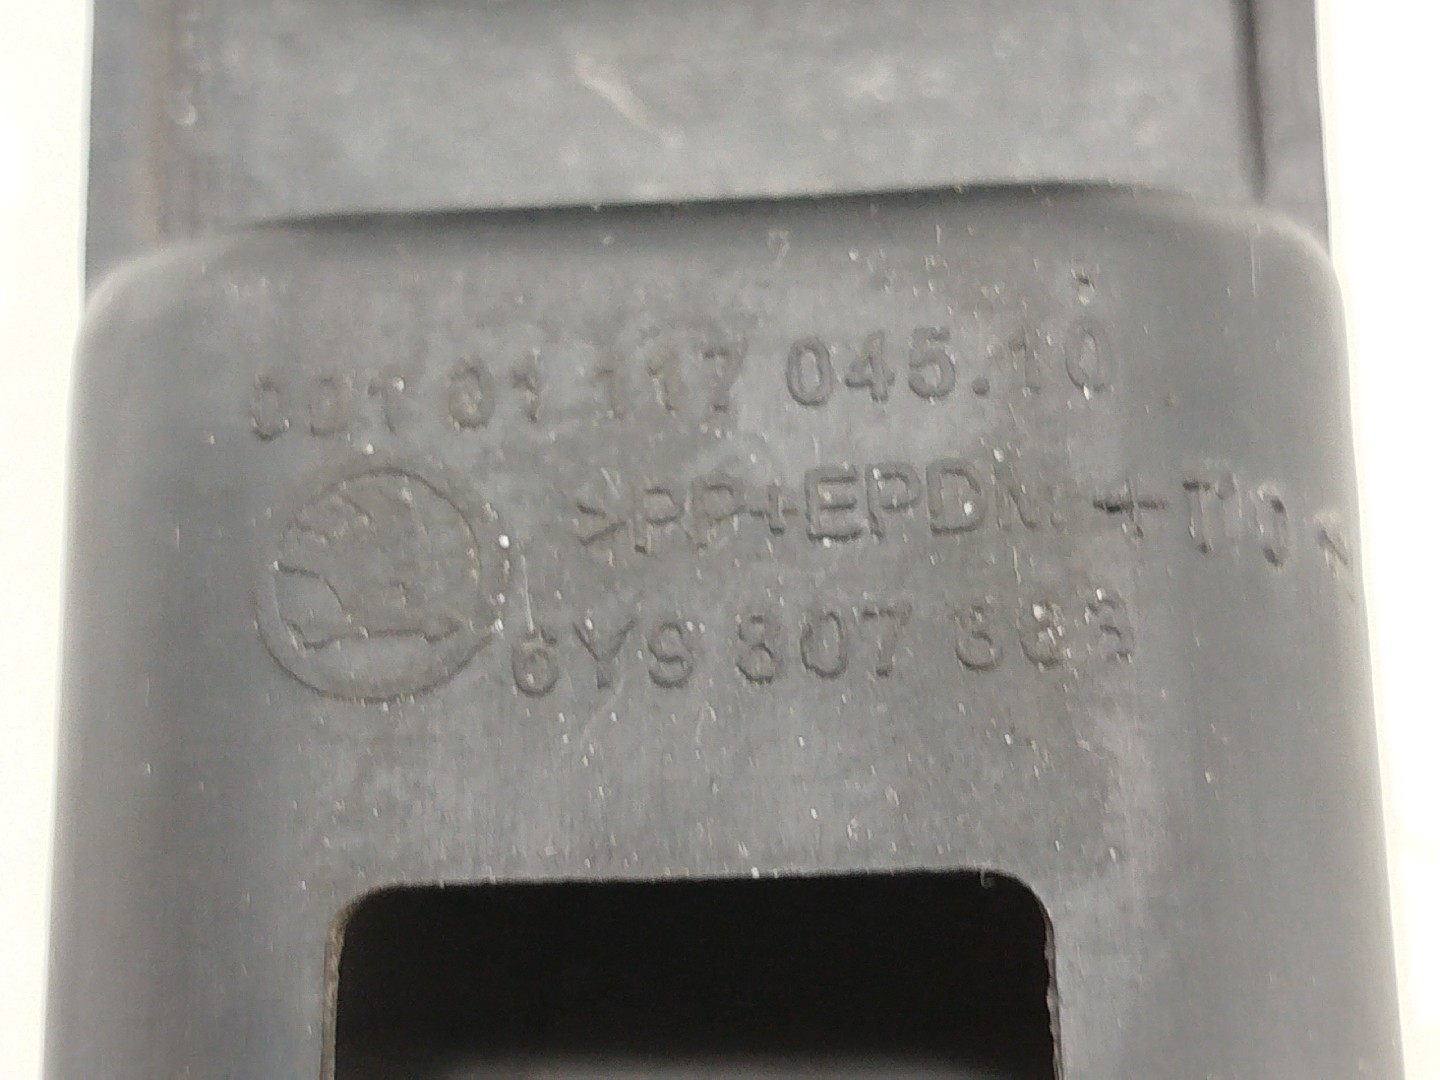 001 01 117 045.10
>PP+EPDM+T10
6Y9 807 863